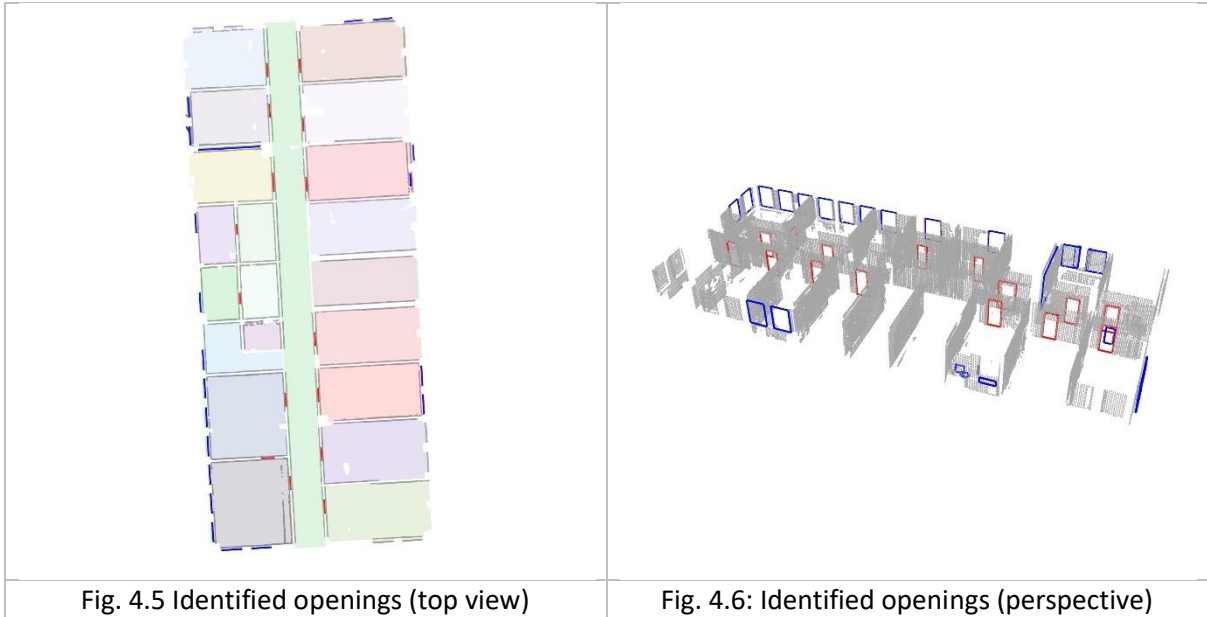 Fig. 4.5 Identified openings (top view)
Fig. 4.6: Identified openings (perspective)